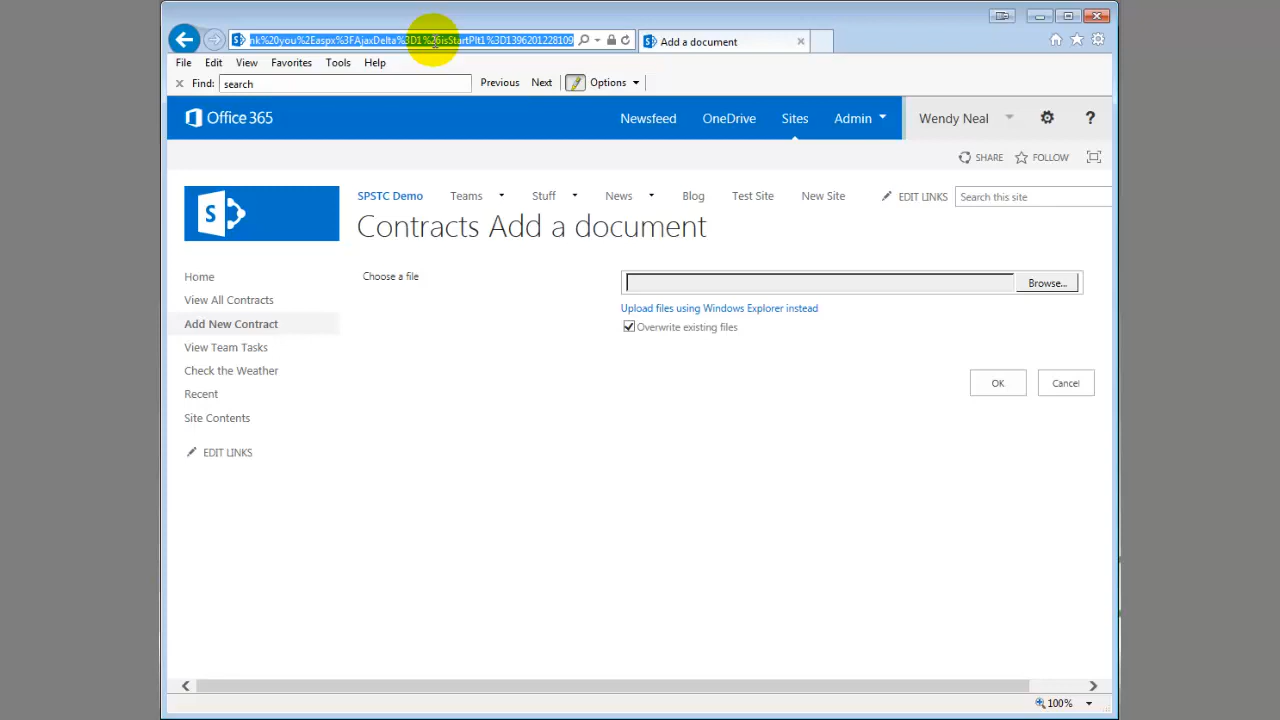 nk%20you%2Easpx%3FAjaxDelta%3D1%26isStartPlt1%3D1396201228109
Add a document
File Edit View Favorites Tools Help
Find: search Previous Next Options
Office 365 Newsfeed OneDrive Sites Admin Wendy Neal ?
SHARE FOLLOW
SPSTC Demo Teams Stuff News Blog Test Site New Site EDIT LINKS Search this site
Contracts Add a document
Home
View All Contracts
Add New Contract
View Team Tasks
Check the Weather
Recent
Site Contents
EDIT LINKS
Choose a file
Browse...
Upload files using Windows Explorer instead
Overwrite existing files
OK Cancel
100%